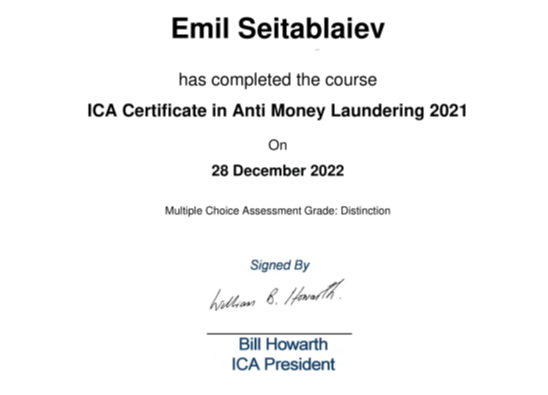 Emil Seitablaiev
has completed the course
ICA Certificate in Anti Money Laundering 2021
On
28 December 2022
Multiple Choice Assessment Grade: Distinction
Signed By
William B. Howarth.
Bill Howarth
ICA President